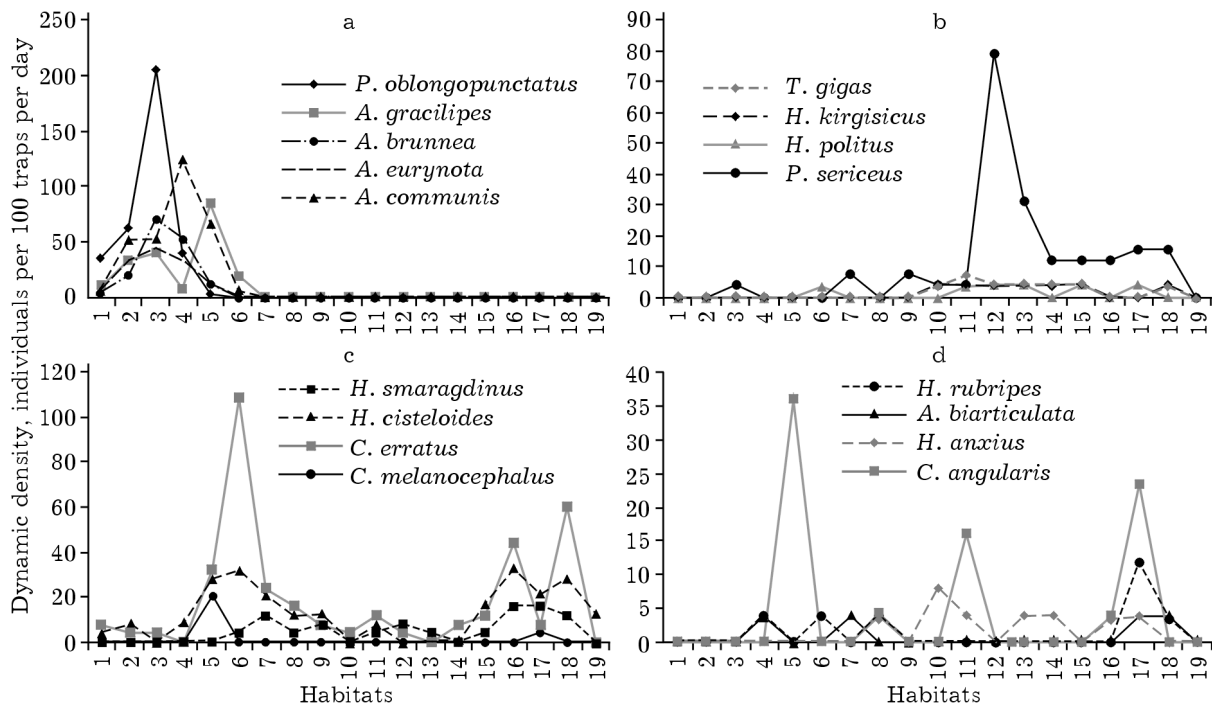 Dynamic density, individuals per 100 traps per day
a
250
200
150
100
50
0
P. oblongopunctatus
A. gracilipes
A. brunnea
A. eurynota
A. communis
1 2 3 4 5 6 7 8 9 10 11 12 13 14 15 16 17 18 19
b
90
80
70
60
50
40
30
20
10
0
T. gigas
H. kirgisicus
H. politus
P. sericeus
1 2 3 4 5 6 7 8 9 10 11 12 13 14 15 16 17 18 19
c
120
100
80
60
40
20
0
H. smaragdinus
H. cisteloides
C. erratus
C. melanocephalus
1 2 3 4 5 6 7 8 9 10 11 12 13 14 15 16 17 18 19
Habitats
d
40
35
30
25
20
15
10
5
0
H. rubripes
A. biarticulata
H. anxius
C. angularis
1 2 3 4 5 6 7 8 9 10 11 12 13 14 15 16 17 18 19
Habitats